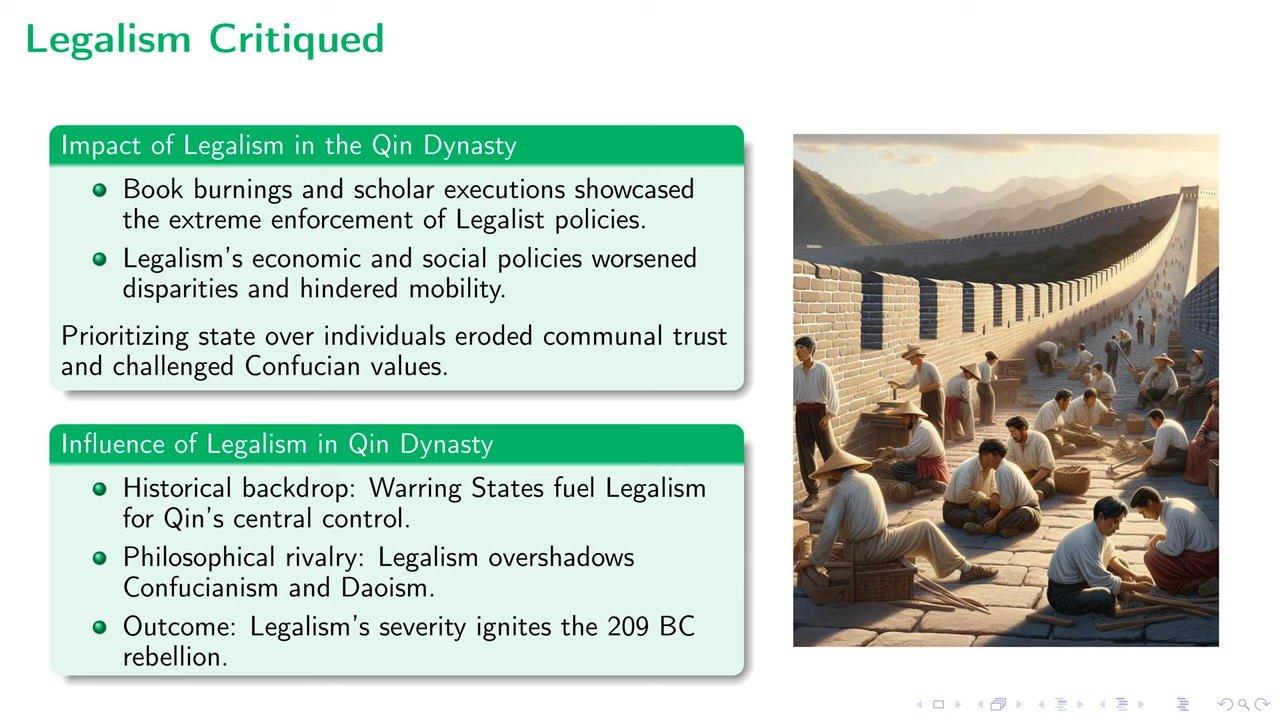 Legalism Critiqued
Impact of Legalism in the Qin Dynasty
Book burnings and scholar executions showcased
the extreme enforcement of Legalist policies.
Legalism's economic and social policies worsened
disparities and hindered mobility.
Prioritizing state over individuals eroded communal trust
and challenged Confucian values.
Influence of Legalism in Qin Dynasty
Historical backdrop: Warring States fuel Legalism
for Qin's central control.
Philosophical rivalry: Legalism overshadows
Confucianism and Daoism.
Outcome: Legalism's severity ignites the 209 BC
rebellion.